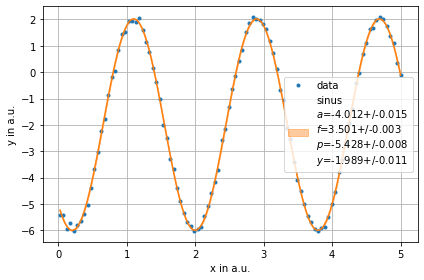 2
1
0
−1
−2
−3
−4
−5
−6
y in a.u.
data
sinus
a=-4.012+/-0.015
f=3.501+/-0.003
p=-5.428+/-0.008
y=-1.989+/-0.011
0 1 2 3 4 5
x in a.u.